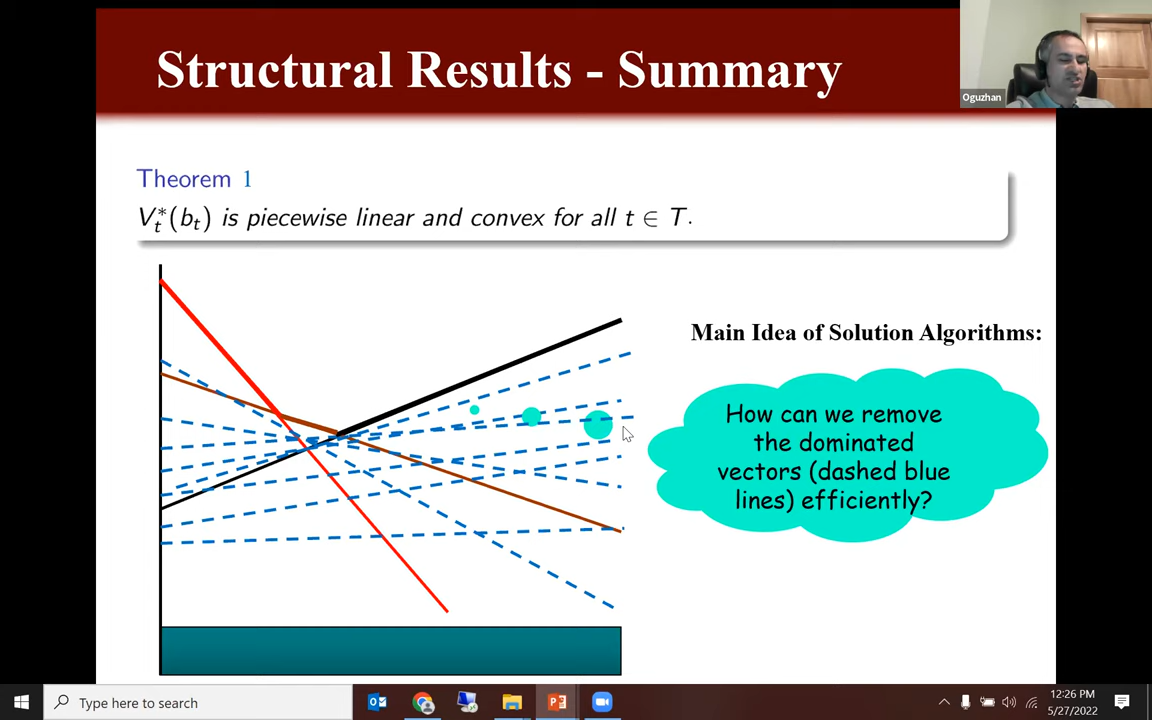 Structural Results - Summary
Oguzhan
Theorem 1
V*t(bt) is piecewise linear and convex for all t ∈ T.
Main Idea of Solution Algorithms:
How can we remove
the dominated
vectors (dashed blue
lines) efficiently?
Type here to search
12:26 PM
5/27/2022